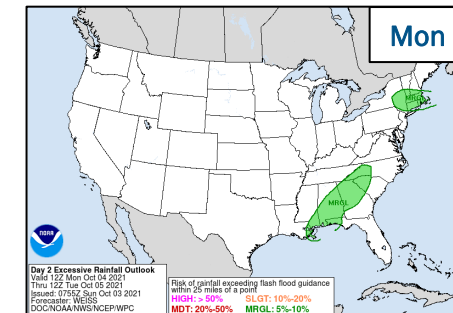 Mon
MRGL
MRGL
NOAA
Day 2 Excessive Rainfall Outlook
Valid 12Z Mon Oct 04 2021
Thru 12Z Tue Oct 05 2021
Issued: 0755Z Sun Oct 03 2021
Forecaster: WEISS
DOC/NOAA/NWS/NCEP/WPC
Risk of rainfall exceeding flash flood guidance
within 25 miles of a point
HIGH: > 50% SLGT: 10%-20%
MDT: 20%-50% MRGL: 5%-10%